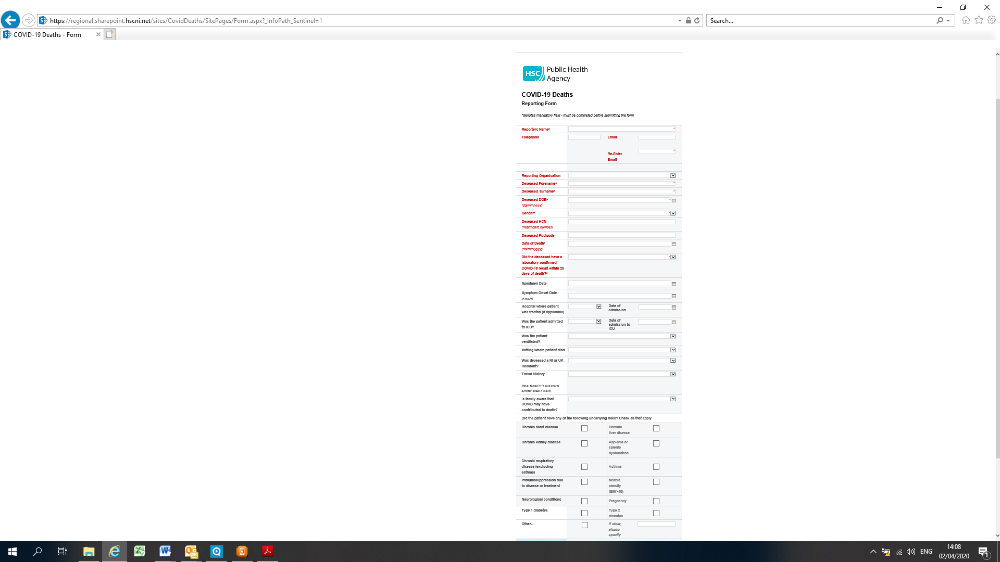 https://regional.sharepoint.hscni.net/sites/CovidDeaths/SitePages/Form.aspx?_InfoPath_Sentinel=1
Search...
COVID-19 Deaths - Form
HSC Public Health
Agency
COVID-19 Deaths
Reporting Form
*denotes mandatory field - must be completed before submitting the form
Reporters Name*
Telephone
Email
Re-Enter
Email
Reporting Organisation
Deceased Forename*
Deceased Surname*
Deceased DOB*
(dd/mm/yyyy)
Gender*
Deceased HCN
(healthcare number)
Deceased Postcode
Date of Death*
(dd/mm/yyyy)
Did the deceased have a
laboratory-confirmed
COVID-19 result within 28
days of death?*
Specimen Date
Symptom Onset Date
(if known)
Hospital where patient
was treated (if applicable)
Date of
admission
Was the patient admitted
to ICU?
Date of
admission to
ICU
Was the patient
ventilated?
Setting where patient died
Was deceased a NI or UK
Resident?
Travel History
(travel abroad in 14 days prior to
symptom onset, if known)
Is family aware that
COVID may have
contributed to death?
Did the patient have any of the following underlying risks? Check all that apply
Chronic heart disease
Chronic
liver disease
Chronic kidney disease
Asplenia or
splenic
dysfunction
Chronic respiratory
disease (excluding
asthma)
Asthma
Immunosuppression due
to disease or treatment
Morbid
obesity
(BMI>40)
Neurological conditions
Pregnancy
Type 1 diabetes
Type 2
diabetes
Other...
If other,
please
specify
ENG
14:08
02/04/2020
1